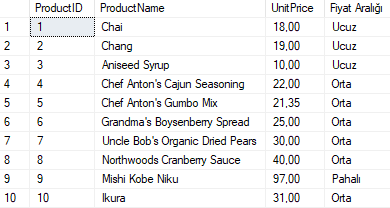 ProductID ProductName UnitPrice Fiyat Aralığı
1 1 Chai 18,00 Ucuz
2 2 Chang 19,00 Ucuz
3 3 Aniseed Syrup 10,00 Ucuz
4 4 Chef Anton's Cajun Seasoning 22,00 Orta
5 5 Chef Anton's Gumbo Mix 21,35 Orta
6 6 Grandma's Boysenberry Spread 25,00 Orta
7 7 Uncle Bob's Organic Dried Pears 30,00 Orta
8 8 Northwoods Cranberry Sauce 40,00 Orta
9 9 Mishi Kobe Niku 97,00 Pahalı
10 10 Ikura 31,00 Orta